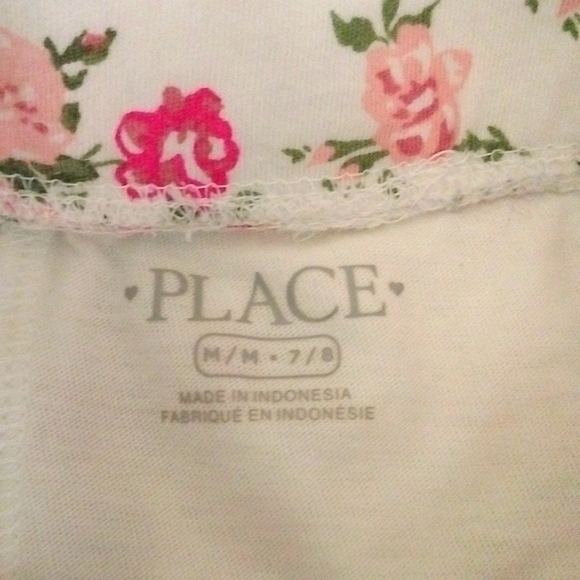 PLACE
M/M • 7/8
MADE IN INDONESIA
FABRIQUÉ EN INDONÉSIE